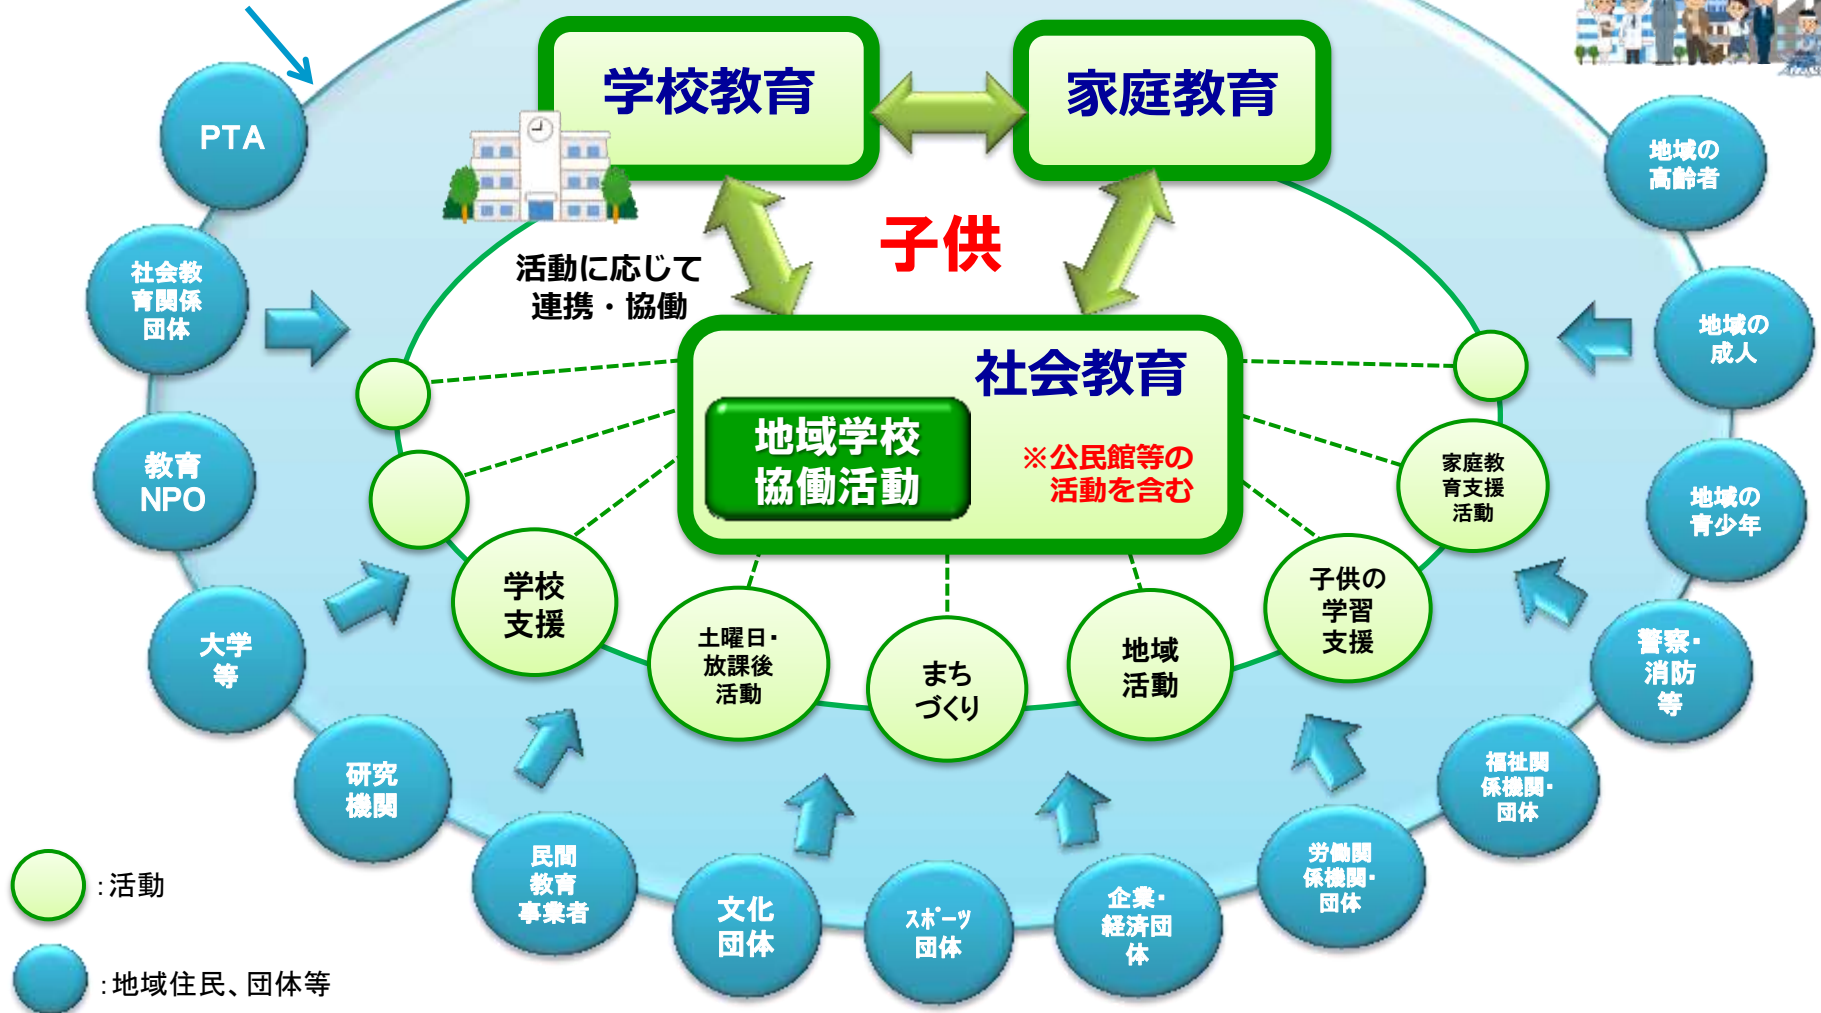 学校教育
家庭教育
子供
活動に応じて
連携・協働
社会教育
地域学校
協働活動
※公民館等の
活動を含む
PTA
社会教
育関係
団体
教育
NPO
大学
等
研究
機関
民間
教育
事業者
文化
団体
ｽﾎﾟｰﾂ
団体
企業・
経済団
体
労働関
係機関・
団体
福祉関
係機関・
団体
警察・
消防
等
地域の
青少年
地域の
成人
地域の
高齢者
学校
支援
土曜日・
放課後
活動
まち
づくり
地域
活動
子供の
学習
支援
家庭教
育支援
活動
：活動
：地域住民、団体等